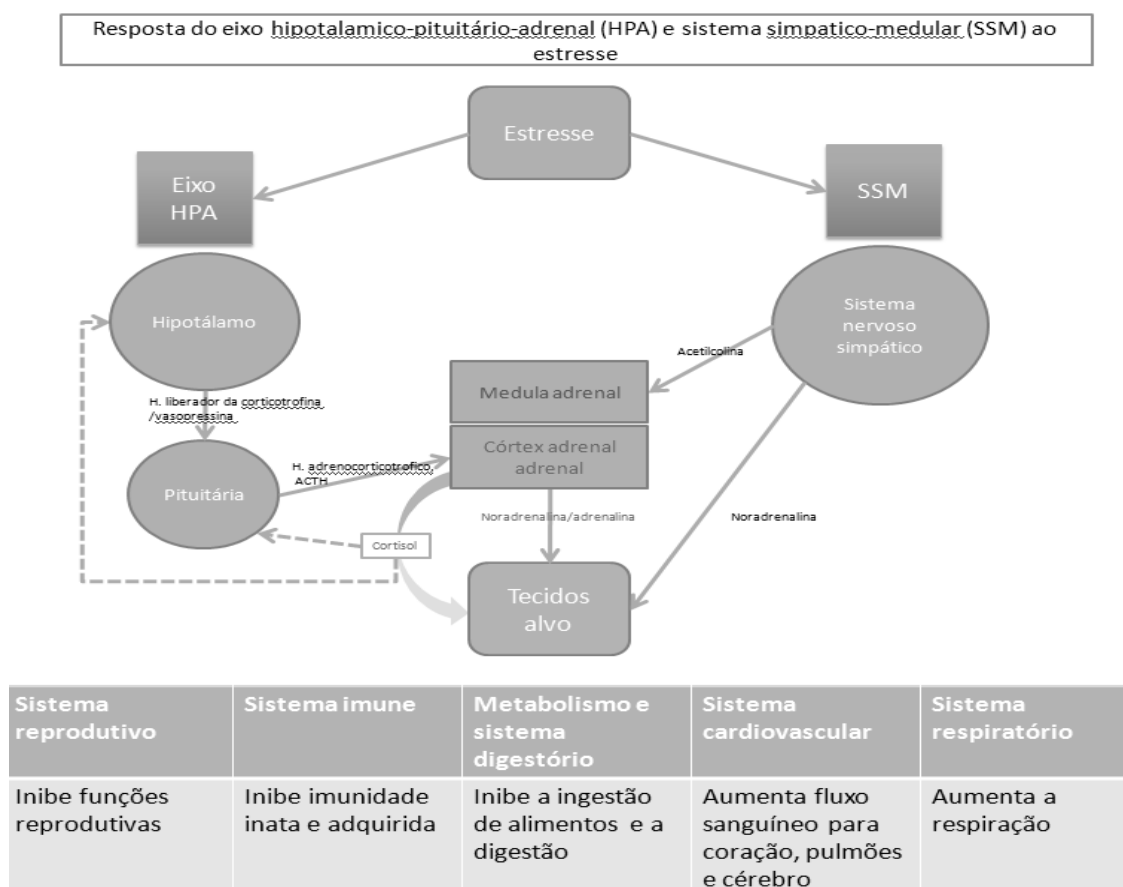 Resposta do eixo hipotalamico-pituitário-adrenal (HPA) e sistema simpatico-medular (SSM) ao
estresse
Estresse
Eixo
HPA
SSM
Hipotálamo
Sistema
nervoso
simpático
Acetilcolina
Medula adrenal
H. liberador da corticotrofina
/vasopressina
Córtex adrenal
adrenal
H. adrenocorticotrofico,
ACTH
Pituitária
Noradrenalina/adrenalina
Noradrenalina
Cortisol
Tecidos
alvo
Sistema
reprodutivo
Sistema imune
Metabolismo e
sistema
digestório
Sistema
cardiovascular
Sistema
respiratório
Inibe funções
reprodutivas
Inibe imunidade
inata e adquirida
Inibe a ingestão
de alimentos e a
digestão
Aumenta fluxo
sanguíneo para
coração, pulmões
e cérebro
Aumenta a
respiração